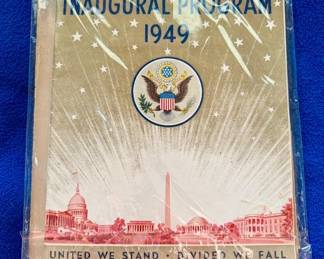 INAUGURAL PROGRAM
1949
UNITED WE STAND • DIVIDED WE FALL